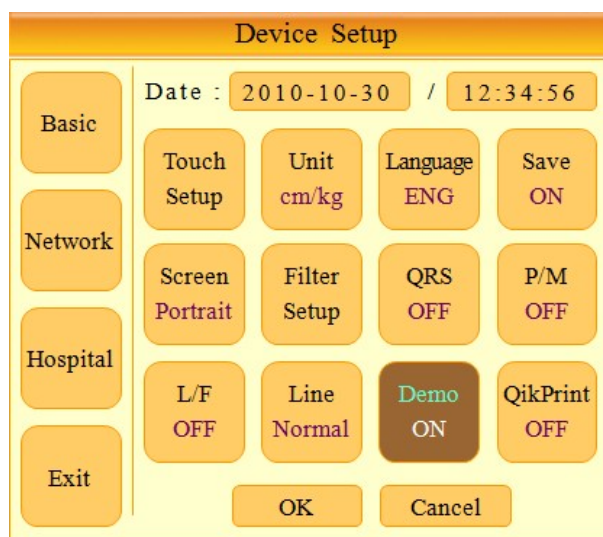 Device Setup
Date : 2010-10-30 / 12:34:56
Basic
Network
Hospital
Exit
Touch
Setup
Unit
cm/kg
Language
ENG
Save
ON
Screen
Portrait
Filter
Setup
QRS
OFF
P/M
OFF
L/F
OFF
Line
Normal
Demo
ON
QikPrint
OFF
OK
Cancel